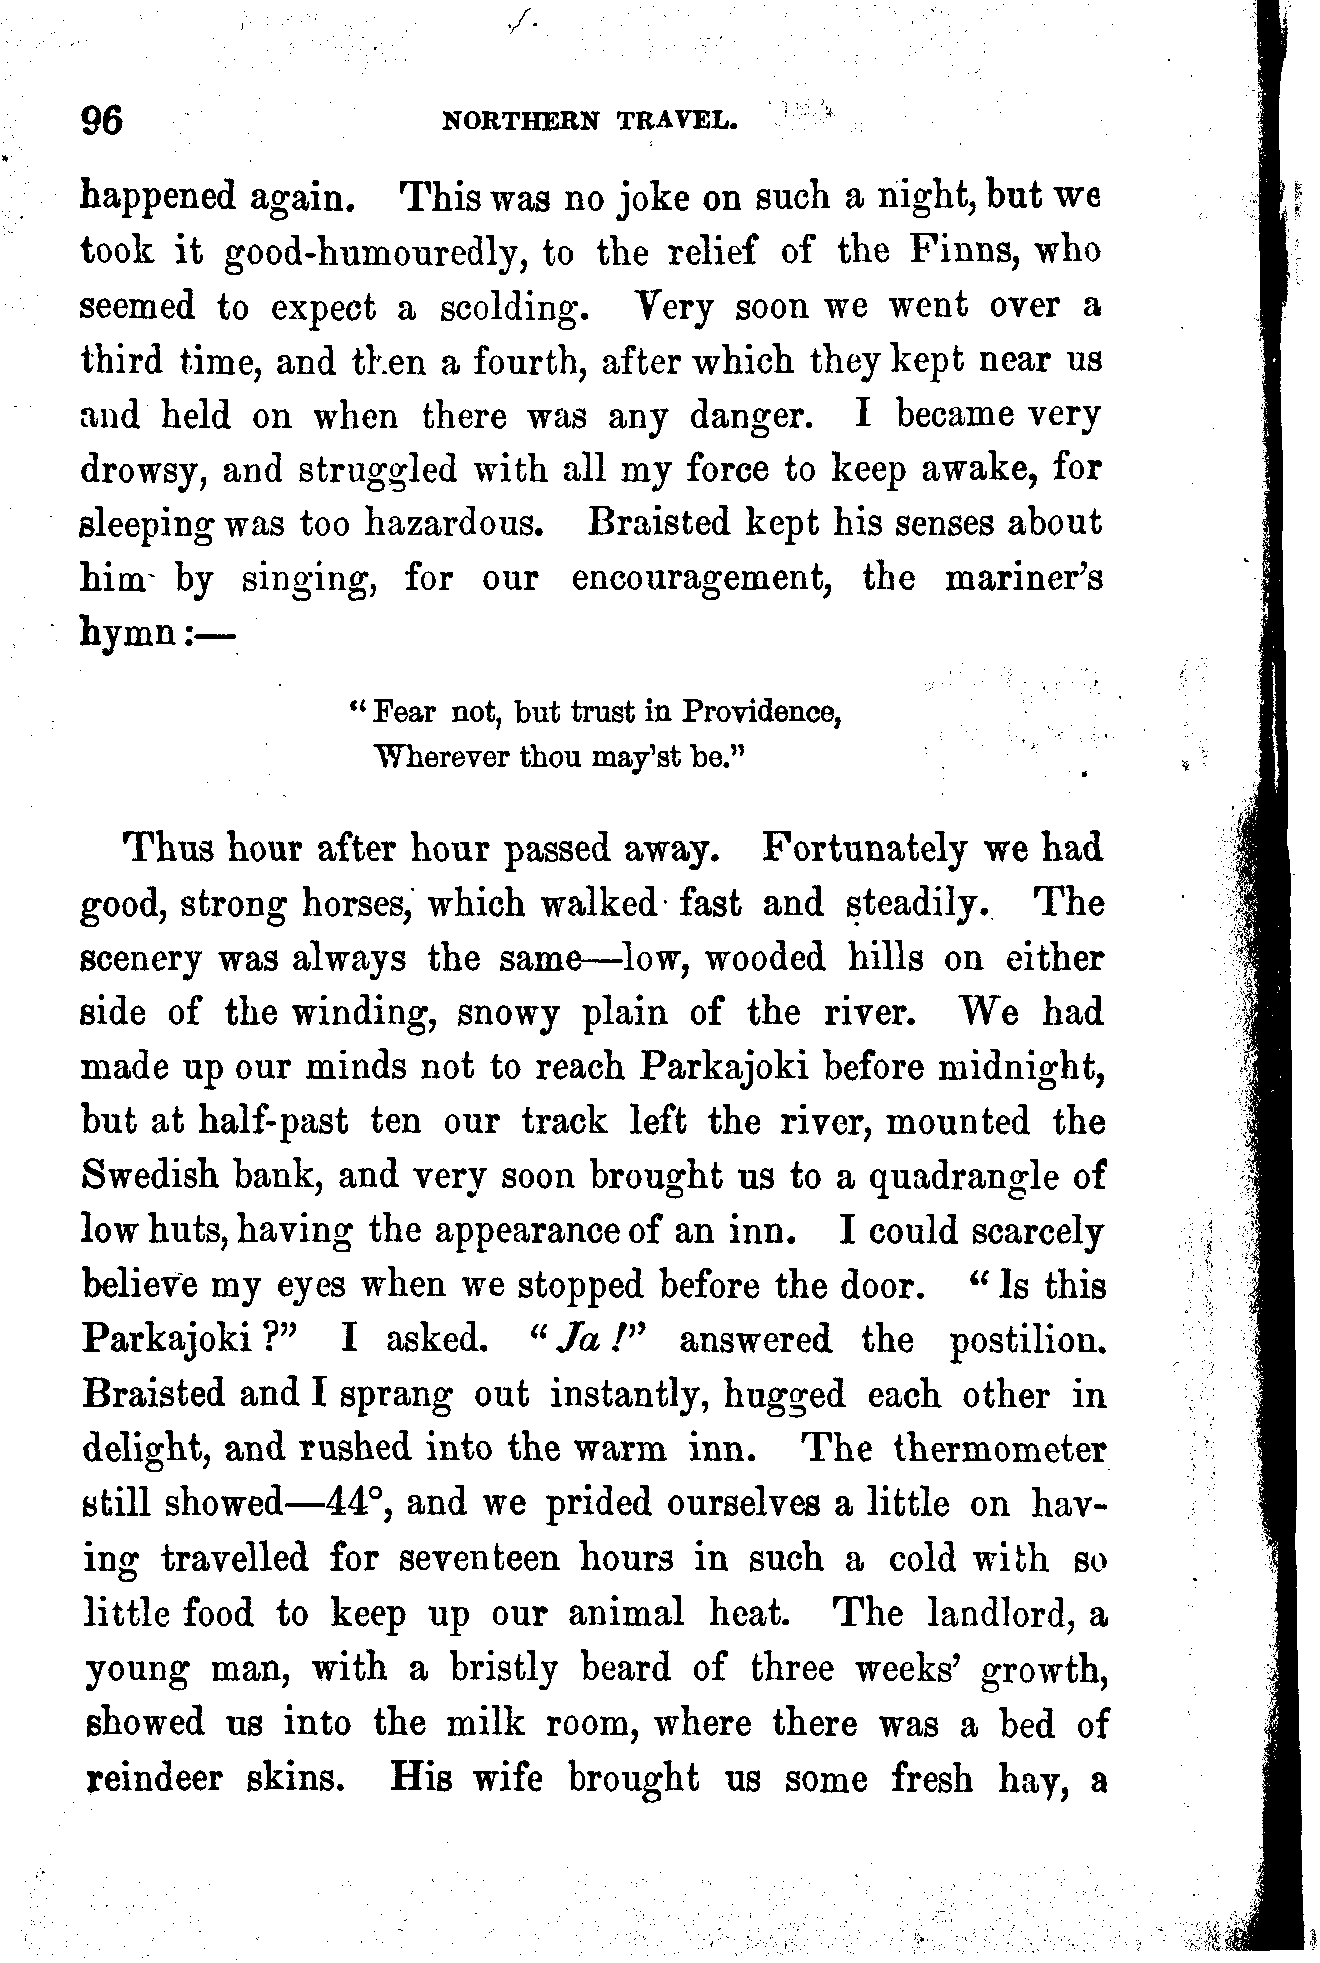 96 NORTHERN TRAVEL.
happened again. This was no joke on such a night, but we
took it good-humouredly, to the relief of the Finns, who
seemed to expect a scolding. Very soon we went over a
third time, and then a fourth, after which they kept near us
and held on when there was any danger. I became very
drowsy, and struggled with all my force to keep awake, for
sleeping was too hazardous. Braisted kept his senses about
him by singing, for our encouragement, the mariner's
hymn:—
"Fear not, but trust in Providence,
Wherever thou may'st be."
Thus hour after hour passed away. Fortunately we had
good, strong horses, which walked fast and steadily. The
scenery was always the same—low, wooded hills on either
side of the winding, snowy plain of the river. We had
made up our minds not to reach Parkajoki before midnight,
but at half-past ten our track left the river, mounted the
Swedish bank, and very soon brought us to a quadrangle of
low huts, having the appearance of an inn. I could scarcely
believe my eyes when we stopped before the door. "Is this
Parkajoki?" I asked. "Ja!" answered the postilion.
Braisted and I sprang out instantly, hugged each other in
delight, and rushed into the warm inn. The thermometer
still showed—44°, and we prided ourselves a little on hav-
ing travelled for seventeen hours in such a cold with so
little food to keep up our animal heat. The landlord, a
young man, with a bristly beard of three weeks' growth,
showed us into the milk room, where there was a bed of
reindeer skins. His wife brought us some fresh hay, a